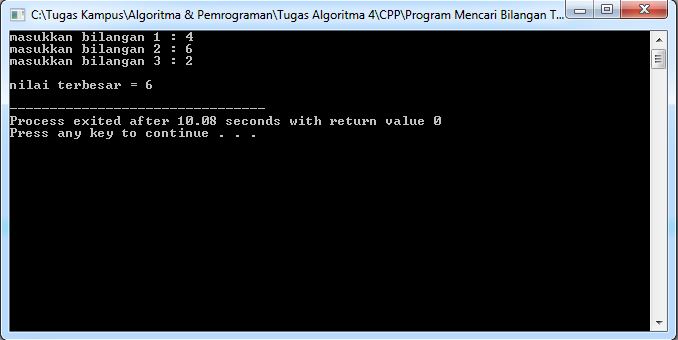 C:\Tugas Kampus\Algoritma & Pemrograman\Tugas Algoritma 4\CPP\Program Mencari Bilangan T...
masukkan bilangan 1 : 4
masukkan bilangan 2 : 6
masukkan bilangan 3 : 2
nilai terbesar = 6
--------------------------------
Process exited after 10.08 seconds with return value 0
Press any key to continue . . .